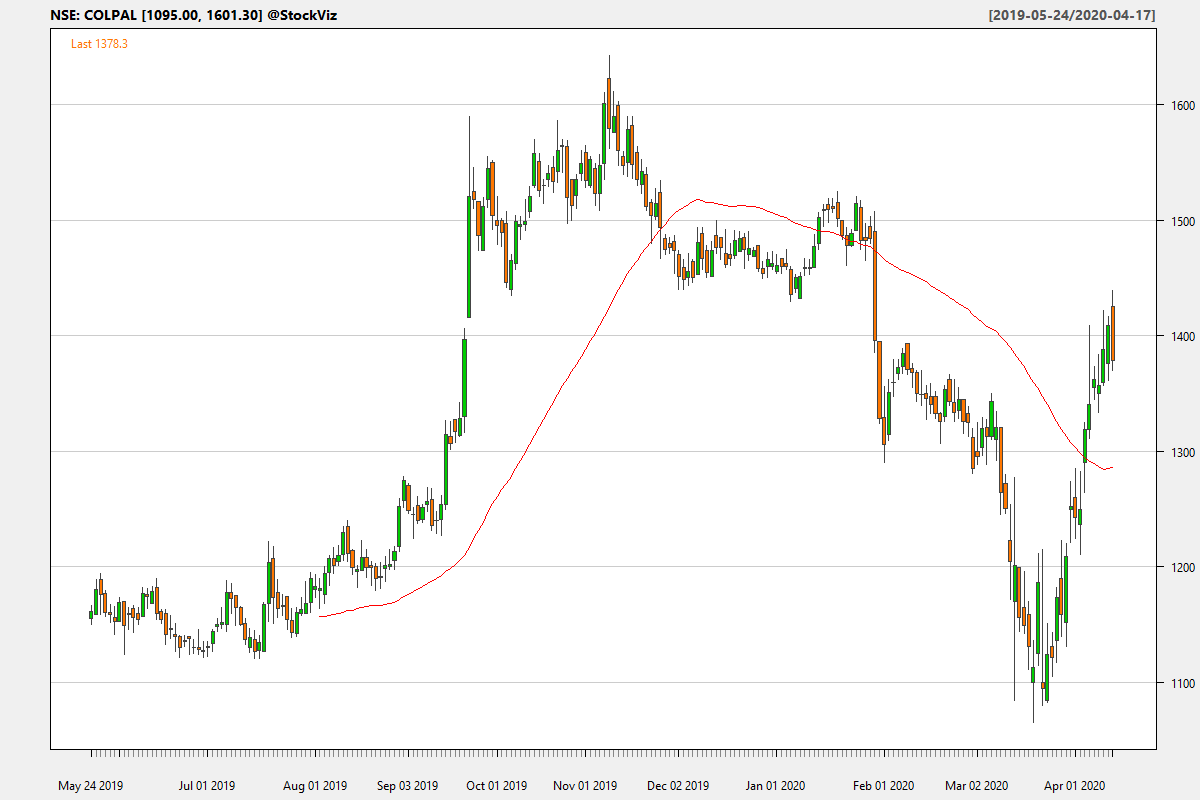 NSE: COLPAL [1095.00, 1601.30] @StockViz
[2019-05-24/2020-04-17]
Last 1378.3
1600
1500
1400
1300
1200
1100
May 24 2019 Jul 01 2019 Aug 01 2019 Sep 03 2019 Oct 01 2019 Nov 01 2019 Dec 02 2019 Jan 01 2020 Feb 01 2020 Mar 02 2020 Apr 01 2020